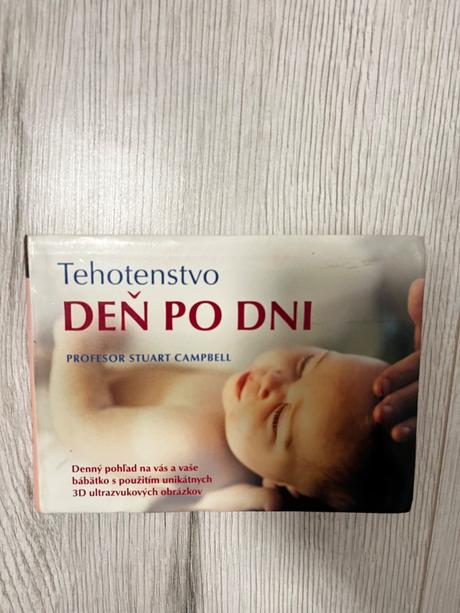 Tehotenstvo
DEŇ PO DNI
PROFESOR STUART CAMPBELL
Denný pohľad na vás a vaše
bábätko s použitím unikátnych
3D ultrazvukových obrázkov